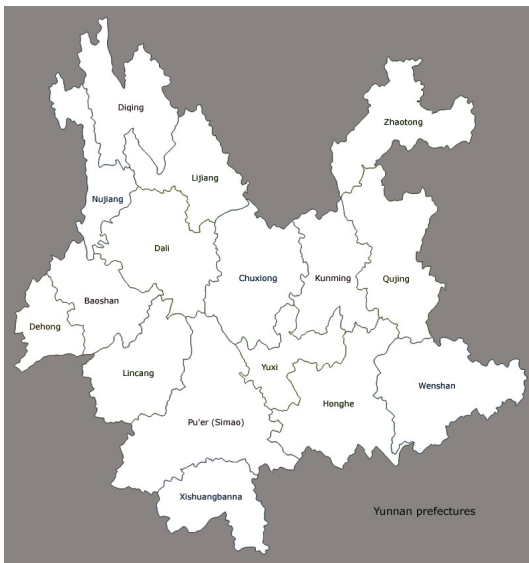 Diqing
Zhaotong
Lijiang
Nujiang
Dali
Chuxiong
Kunming
Qujing
Baoshan
Dehong
Yuxi
Lincang
Wenshan
Honghe
Pu'er (Simao)
Xishuangbanna
Yunnan prefectures